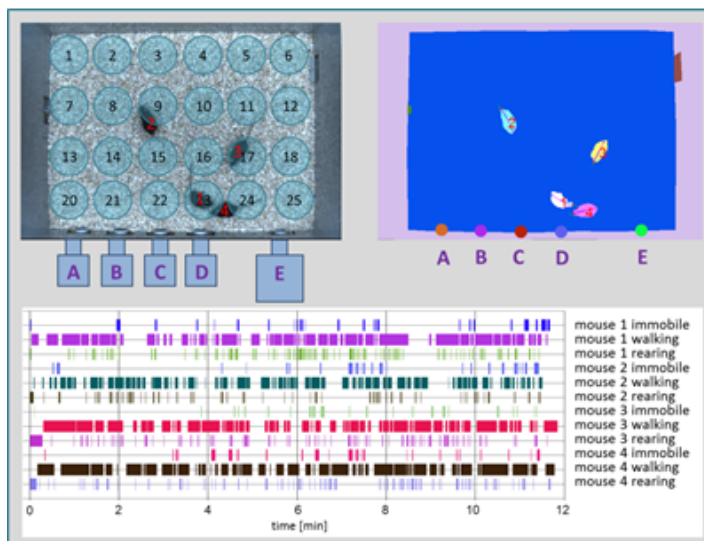 1 2 3 4 5 6
7 8 9 10 11 12
13 14 15 16 17 18
20 21 22 23 24 25
A B C D E
A B C D E
mouse 1 immobile
mouse 1 walking
mouse 1 rearing
mouse 2 immobile
mouse 2 walking
mouse 2 rearing
mouse 3 immobile
mouse 3 walking
mouse 3 rearing
mouse 4 immobile
mouse 4 walking
mouse 4 rearing
0 2 4 6 8 10 12
time [min]